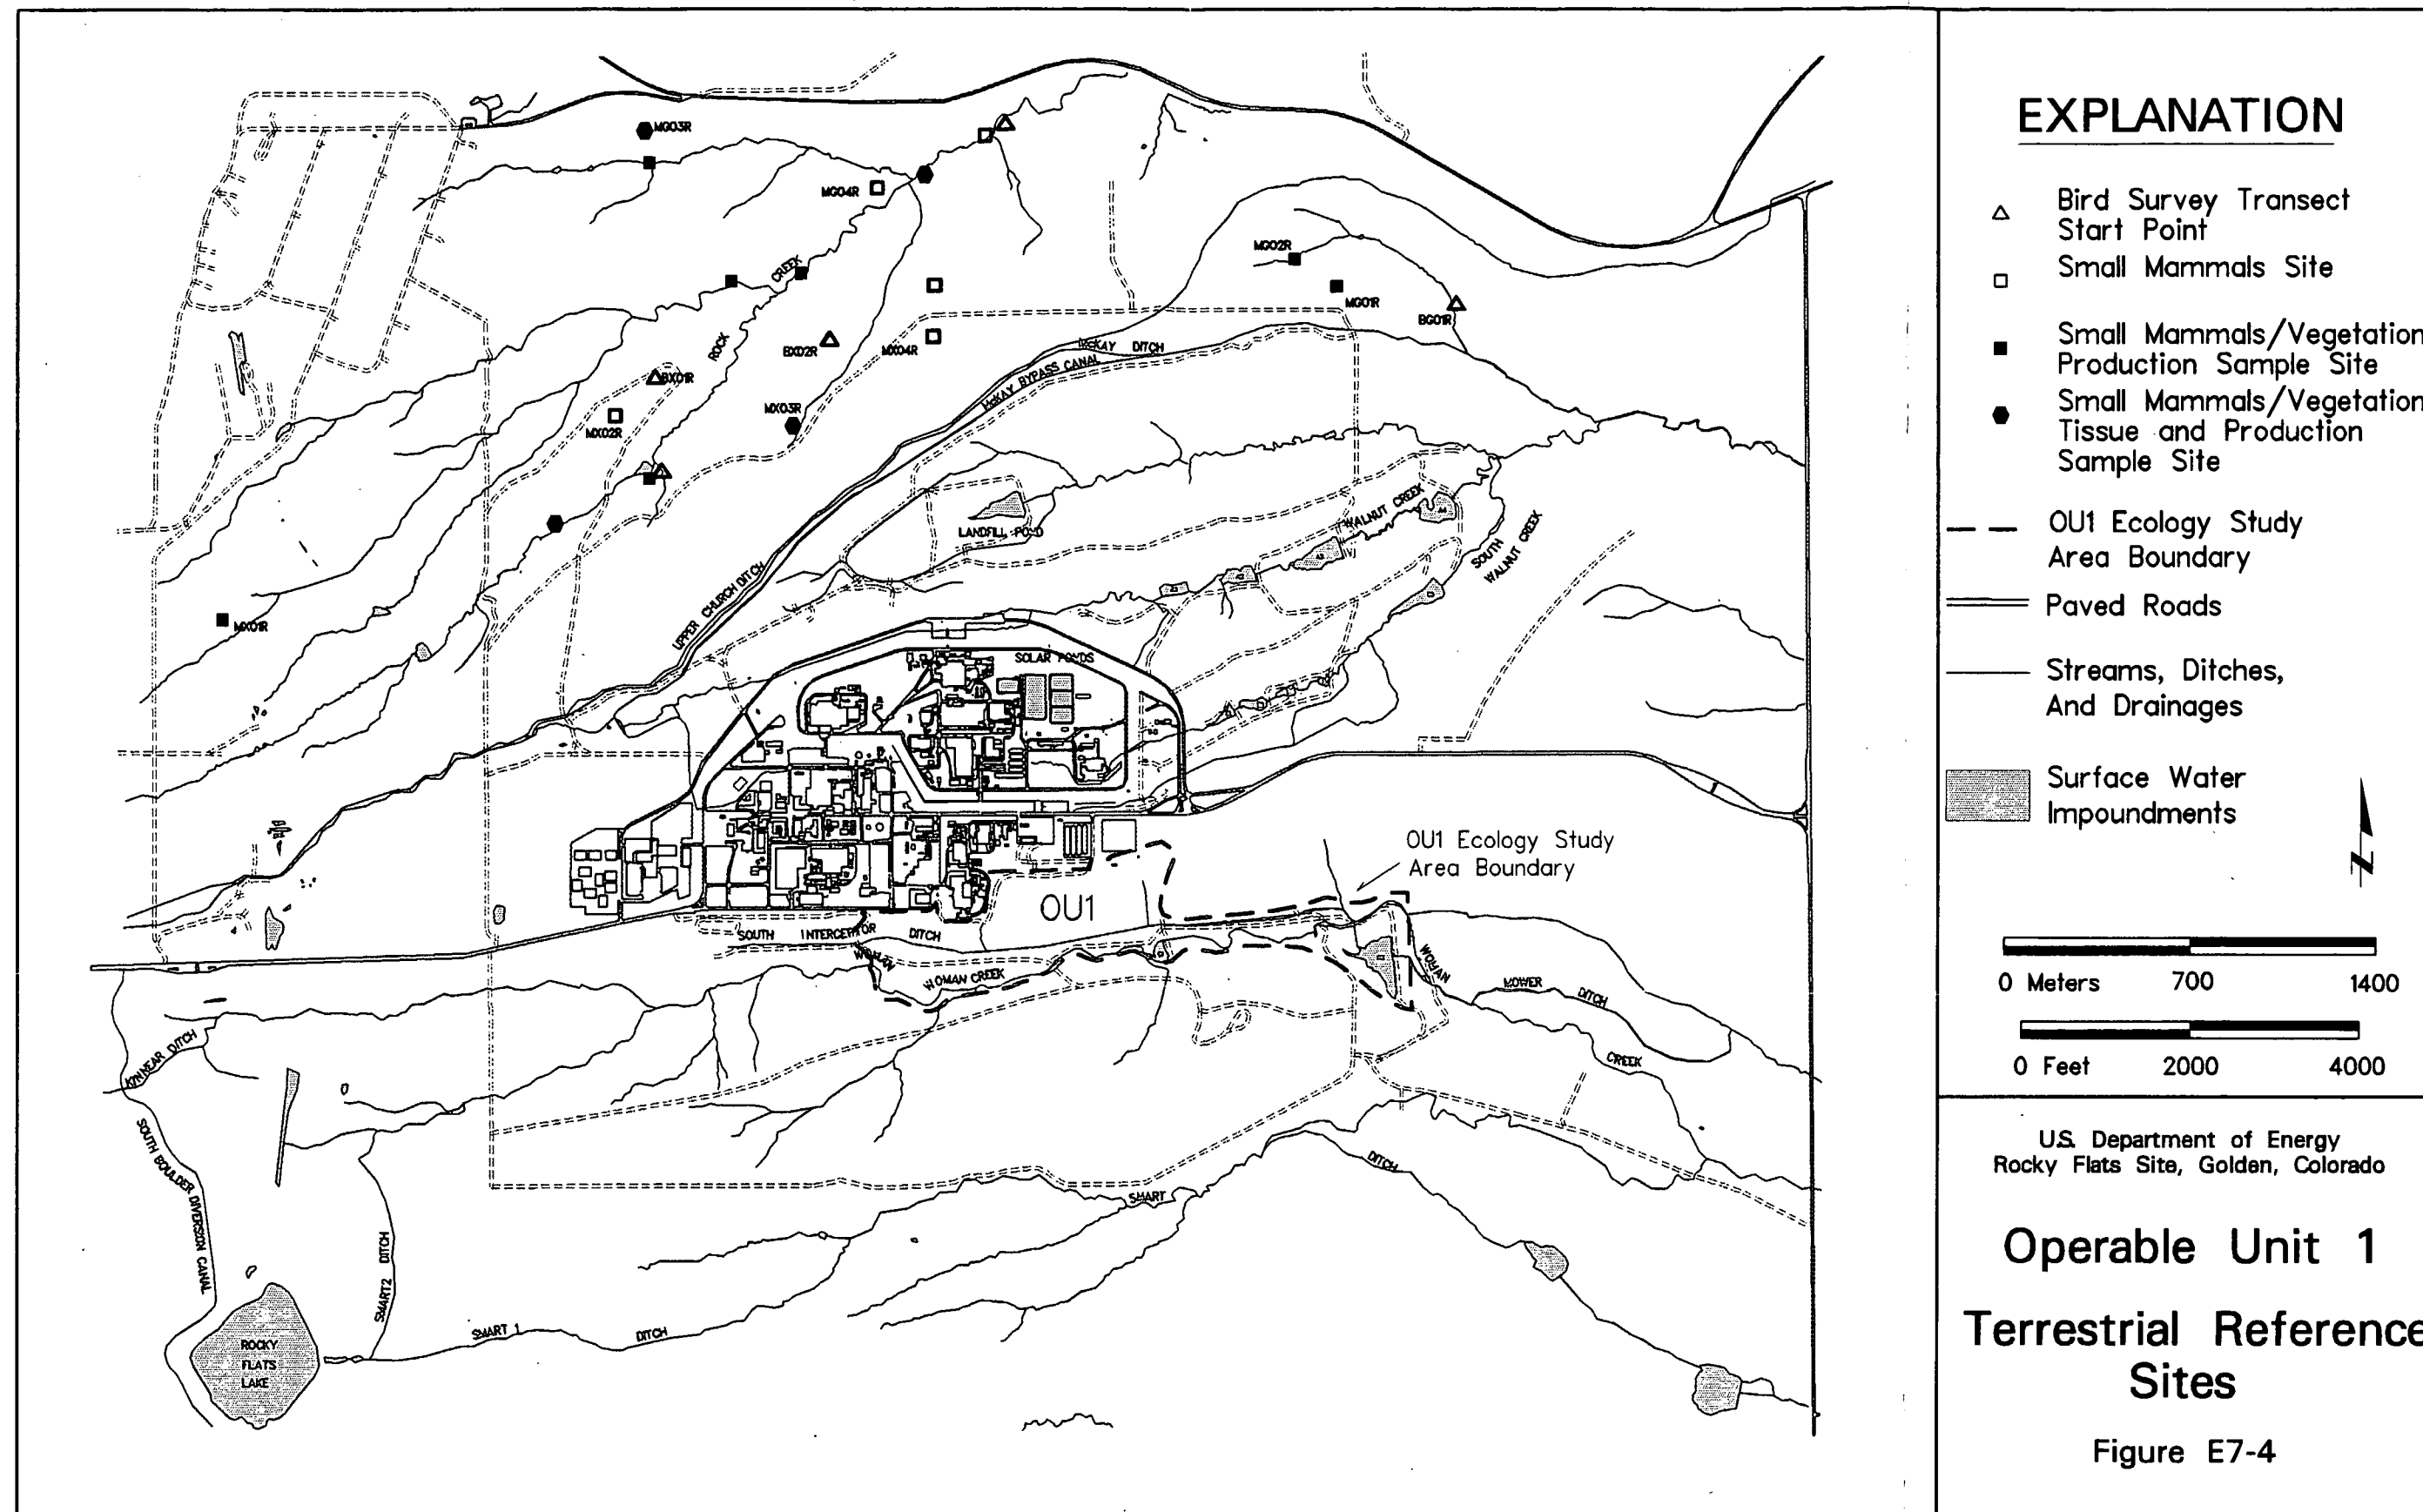 MG03R
MG04R
CREEK
MG02R
MG01R
BG01R
ROCK
BX02R
MX04R
McKAY DITCH
McKAY BYPASS CANAL
BX01R
MX03R
MX02R
LANDFILL POND
WALNUT CREEK
SOUTH
WALNUT CREEK
UPPER CHURCH DITCH
MX01R
SOLAR PONDS
OU1 Ecology Study
Area Boundary
OU1
SOUTH INTERCEPTOR DITCH
WOMAN
WOMAN CREEK
WOMAN
MOWER DITCH
CREEK
KINNEAR DITCH
SOUTH BOULDER DIVERSION CANAL
DITCH
SMART
SMART2 DITCH
SMART 1 DITCH
ROCKY
FLATS
LAKE
EXPLANATION
Bird Survey Transect
Start Point
Small Mammals Site
Small Mammals/Vegetation
Production Sample Site
Small Mammals/Vegetation
Tissue and Production
Sample Site
OU1 Ecology Study
Area Boundary
Paved Roads
Streams, Ditches,
And Drainages
Surface Water
Impoundments
N
0 Meters 700 1400
0 Feet 2000 4000
U.S. Department of Energy
Rocky Flats Site, Golden, Colorado
Operable Unit 1
Terrestrial Reference
Sites
Figure E7-4